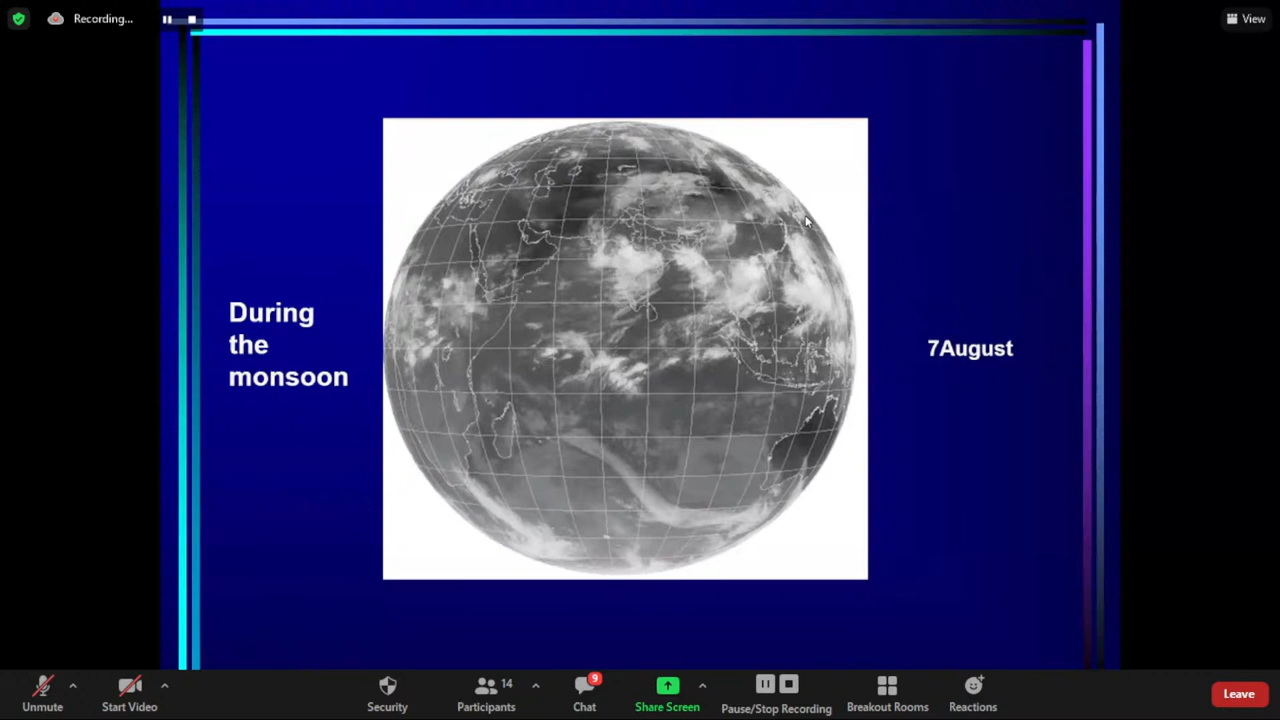 Recording...
View
During
the
monsoon
7August
Unmute
Start Video
Security
Participants
14
Chat
9
Share Screen
Pause/Stop Recording
Breakout Rooms
Reactions
Leave